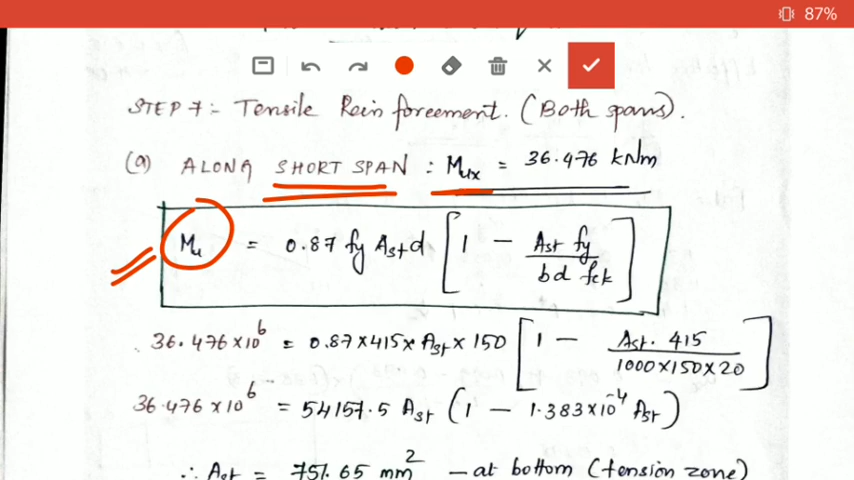 87%
STEP 7:- Tensile Reinforcement. (Both spans).
(a) ALONG SHORT SPAN : Mux = 36.476 kNm
Mu = 0.87 fy Ast d [1 - Ast fy / bd fck]
36.476×10^6 = 0.87×415×Ast×150 [1 - Ast. 415 / 1000×150×20]
36.476×10^6 = 54157.5 Ast (1 - 1.383×10^-4 Ast)
∴ Ast = 751.65 mm^2 - at bottom (tension zone)